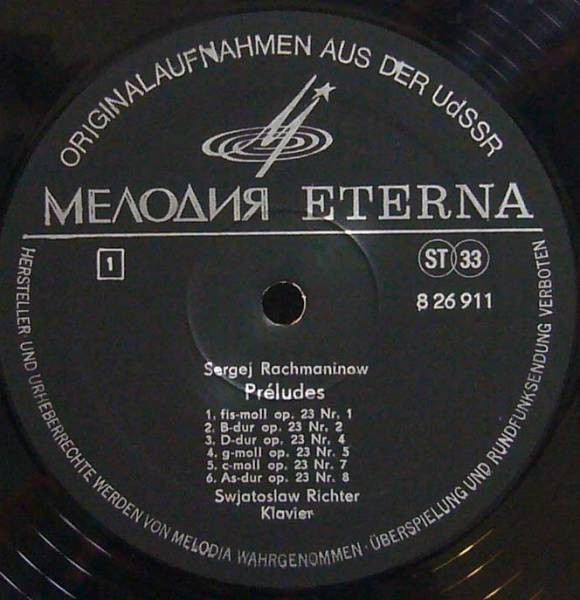 ORIGINALAUFNAHMEN AUS DER UdSSR
МЕЛОДИЯ ETERNA
1
ST 33
8 26 911
Sergej Rachmaninow
Préludes
1. fis-moll op. 23 Nr. 1
2. B-dur op. 23 Nr. 2
3. D-dur op. 23 Nr. 4
4. g-moll op. 23 Nr. 5
5. c-moll op. 23 Nr. 7
6. As-dur op. 23 Nr. 8
Swjatoslaw Richter
Klavier
HERSTELLER UND URHEBERRECHTE WERDEN VON MELODIA WAHRGENOMMEN · ÜBERSPIELUNG UND RUNDFUNKSENDUNG VERBOTEN